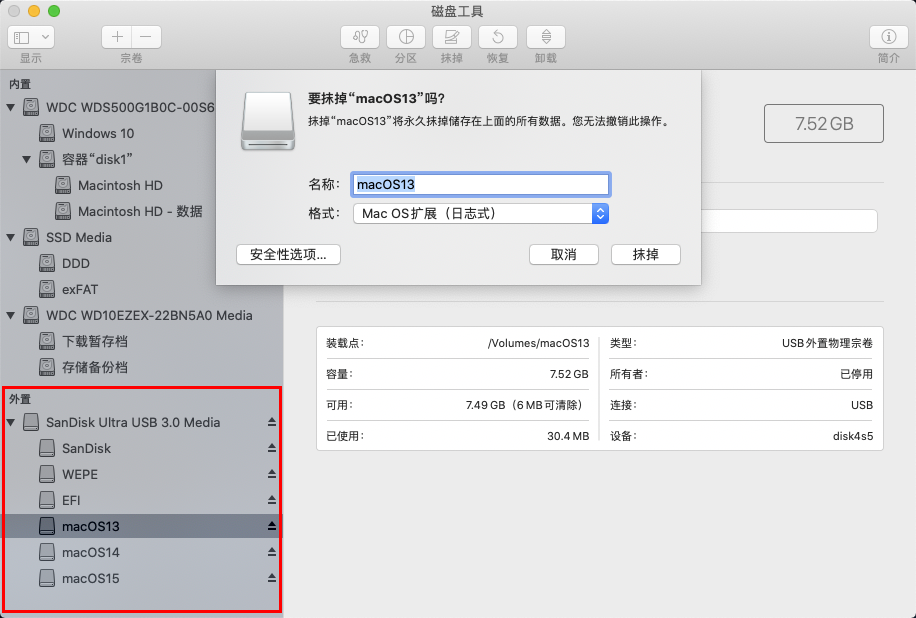 磁盘工具
显示
宗卷
急救
分区
抹掉
恢复
卸载
简介
内置
WDC WDS500G1B0C-00S6
Windows 10
容器“disk1”
Macintosh HD
Macintosh HD - 数据
SSD Media
DDD
exFAT
WDC WD10EZEX-22BN5A0 Media
下载暂存档
存储备份档
外置
SanDisk Ultra USB 3.0 Media
SanDisk
WEPE
EFI
macOS13
macOS14
macOS15
要抹掉“macOS13”吗?
抹掉“macOS13”将永久抹掉储存在上面的所有数据。您无法撤销此操作。
名称: macOS13
格式: Mac OS扩展（日志式）
安全性选项... 取消 抹掉
7.52 GB
装载点: /Volumes/macOS13
容量: 7.52 GB
可用: 7.49 GB（6 MB可清除）
已使用: 30.4 MB
类型: USB外置物理宗卷
所有者: 已停用
连接: USB
设备: disk4s5